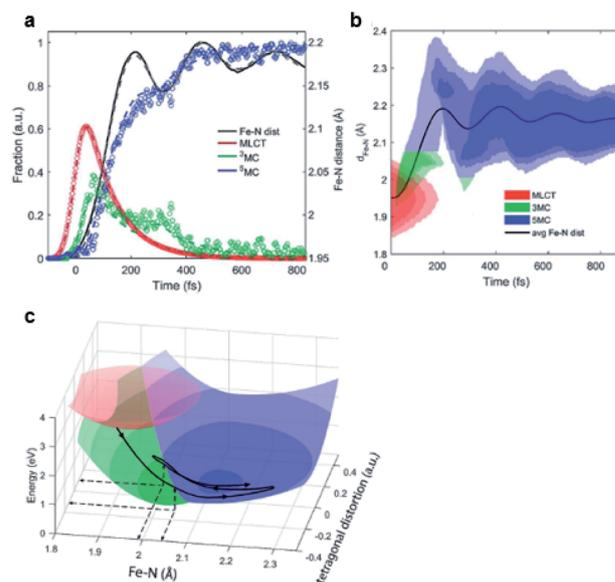 a
1
0.8
0.6
0.4
0.2
0
Fraction (a.u.)
Fe-N dist
MLCT
³MC
⁵MC
2.2
2.15
2.1
2.05
2
1.95
Fe-N distance (Å)
0 200 400 600 800
Time (fs)
b
2.4
2.3
2.2
2.1
2
1.9
1.8
d_Fe-N (Å)
MLCT
3MC
5MC
avg Fe-N dist
0 200 400 600 800
Time (fs)
c
4
3
2
1
0
Energy (eV)
1.8 1.9 2 2.1 2.2 2.3
Fe-N (Å)
0.4
0.2
0
-0.2
-0.4
tetragonal distortion (a.u.)